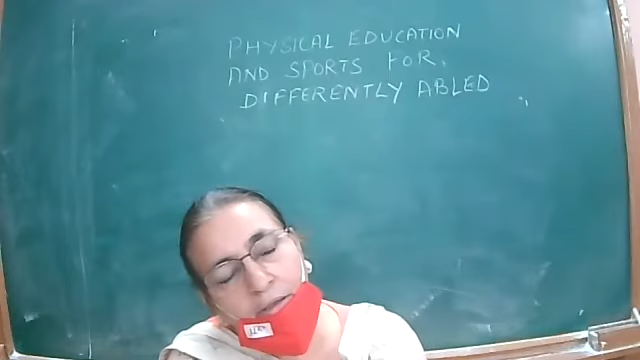 PHYSICAL EDUCATION
AND SPORTS FOR.
DIFFERENTLY ABLED